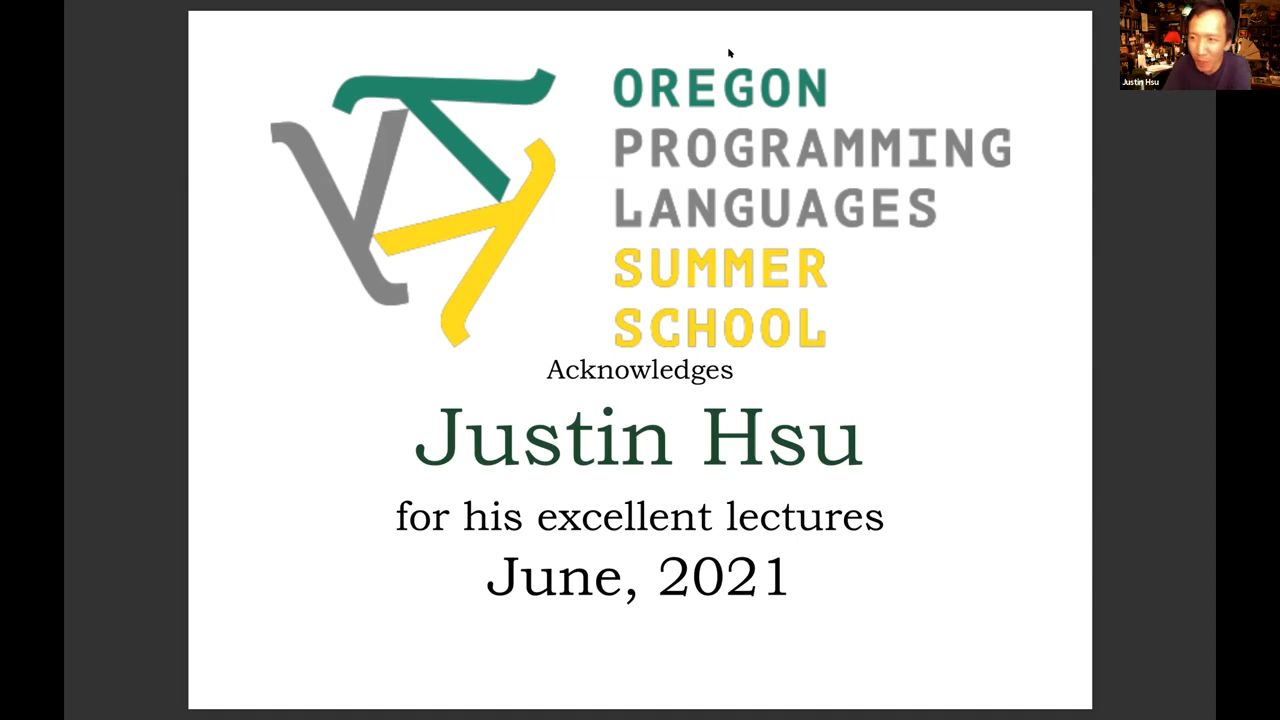 OREGON
PROGRAMMING
LANGUAGES
SUMMER
SCHOOL
Acknowledges
Justin Hsu
for his excellent lectures
June, 2021
Justin Hsu